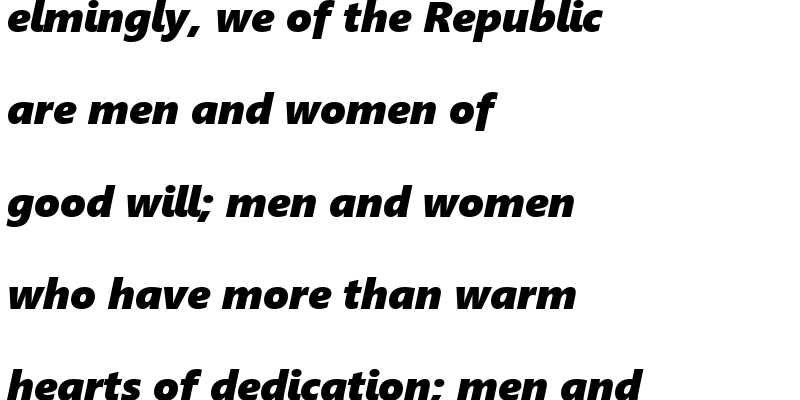 elmingly, we of the Republic
are men and women of
good will; men and women
who have more than warm
hearts of dedication; men and